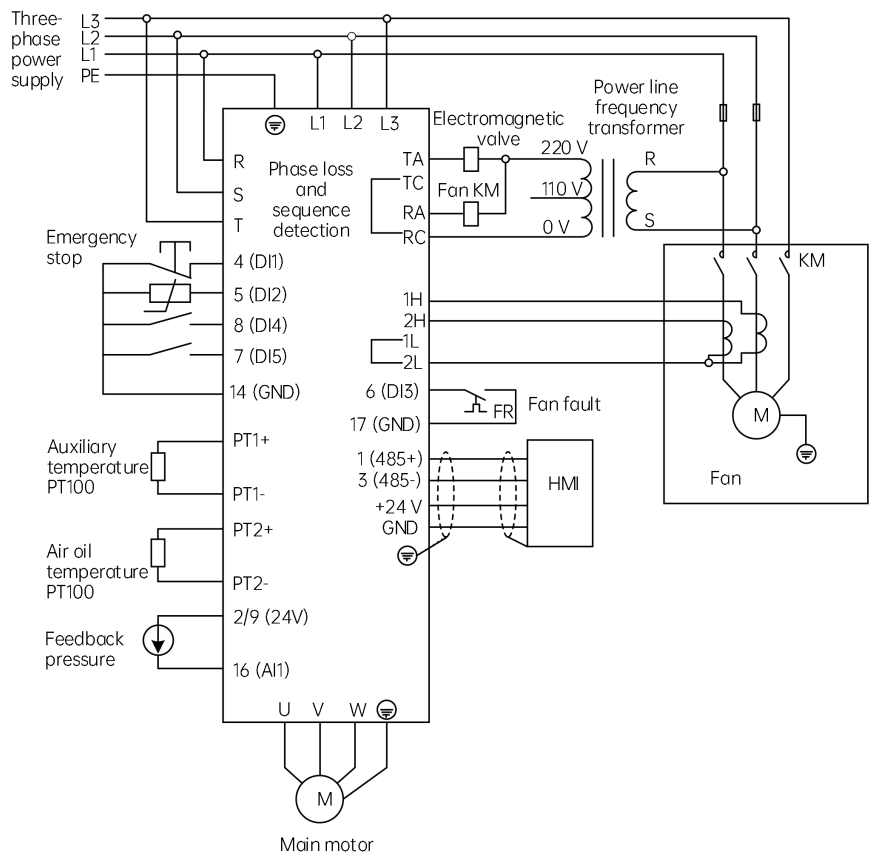 Three-
phase
power
supply
L3
L2
L1
PE
L1
L2
L3
R
S
T
Phase loss
and
sequence
detection
TA
TC
RA
RC
Electromagnetic
valve
Fan KM
220 V
110 V
0 V
Power line
frequency
transformer
R
S
Emergency
stop
4 (DI1)
5 (DI2)
8 (DI4)
7 (DI5)
14 (GND)
1H
2H
1L
2L
KM
M
Fan
6 (DI3)
17 (GND)
FR
Fan fault
Auxiliary
temperature
PT100
PT1+
PT1-
1 (485+)
3 (485-)
+24 V
GND
HMI
Air oil
temperature
PT100
PT2+
PT2-
Feedback
pressure
2/9 (24V)
16 (AI1)
U
V
W
M
Main motor